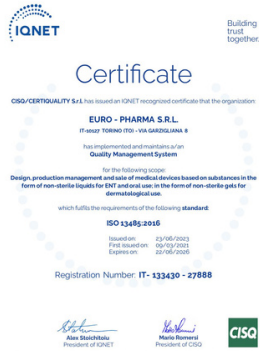 IQNET
Building
trust
together.
Certificate
CISQ/CERTIQUALITY S.r.l. has issued an IQNET recognized certificate that the organization:
EURO - PHARMA S.R.L.
IT-10127 TORINO (TO) - VIA GARZIGLIANA 8
has implemented and maintains a/an
Quality Management System
for the following scope:
Design, production management and sale of medical devices based on substances in the
form of non-sterile liquids for ENT and oral use; in the form of non-sterile gels for
dermatological use.
which fulfils the requirements of the following standard:
ISO 13485:2016
Issued on: 23/06/2023
First issued on: 09/03/2021
Expires on: 22/06/2026
Registration Number: IT- 133430 - 27888
Alex Stoichitoiu
President of IQNET
Mario Romersi
President of CISQ
CISQ